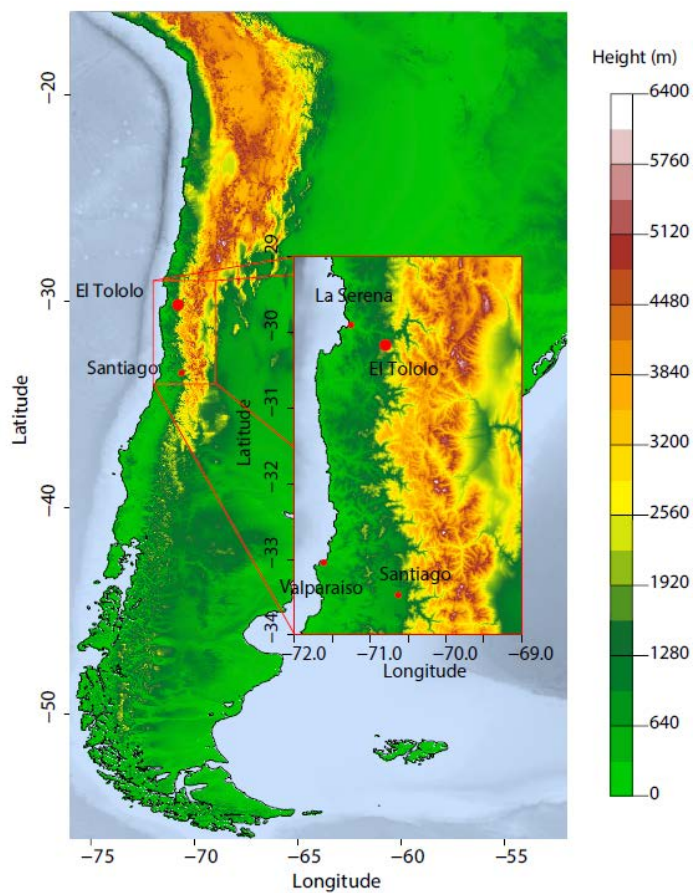 Height (m)
6400
5760
5120
4480
3840
3200
2560
1920
1280
640
0
Latitude
−20
−30
−40
−50
El Tololo
Santiago
Latitude
29
−30
−31
−32
−33
−34
La Serena
El Tololo
Valparaiso
Santiago
−72.0
−71.0
−70.0
−69.0
Longitude
−75
−70
−65
−60
−55
Longitude